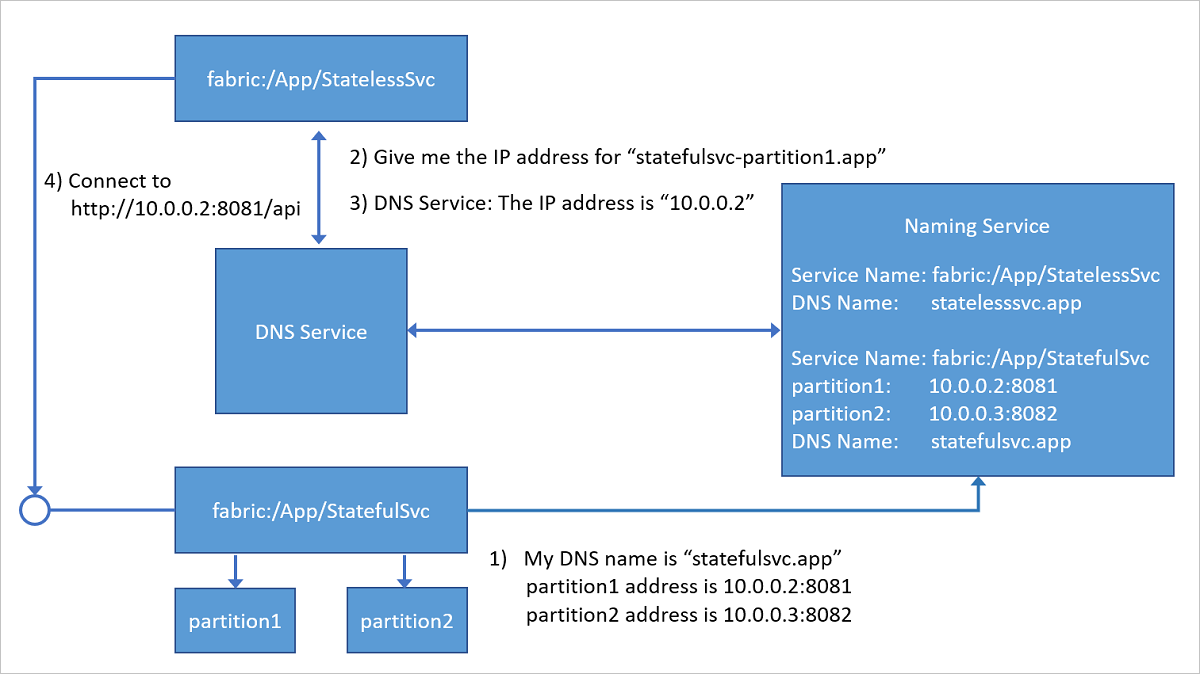 fabric:/App/StatelessSvc
2) Give me the IP address for “statefulsvc-partition1.app”
4) Connect to
http://10.0.0.2:8081/api
3) DNS Service: The IP address is “10.0.0.2”
Naming Service
Service Name: fabric:/App/StatelessSvc
DNS Name: statelesssvc.app
Service Name: fabric:/App/StatefulSvc
partition1: 10.0.0.2:8081
partition2: 10.0.0.3:8082
DNS Name: statefulsvc.app
DNS Service
fabric:/App/StatefulSvc
1) My DNS name is “statefulsvc.app”
partition1 address is 10.0.0.2:8081
partition2 address is 10.0.0.3:8082
partition1
partition2